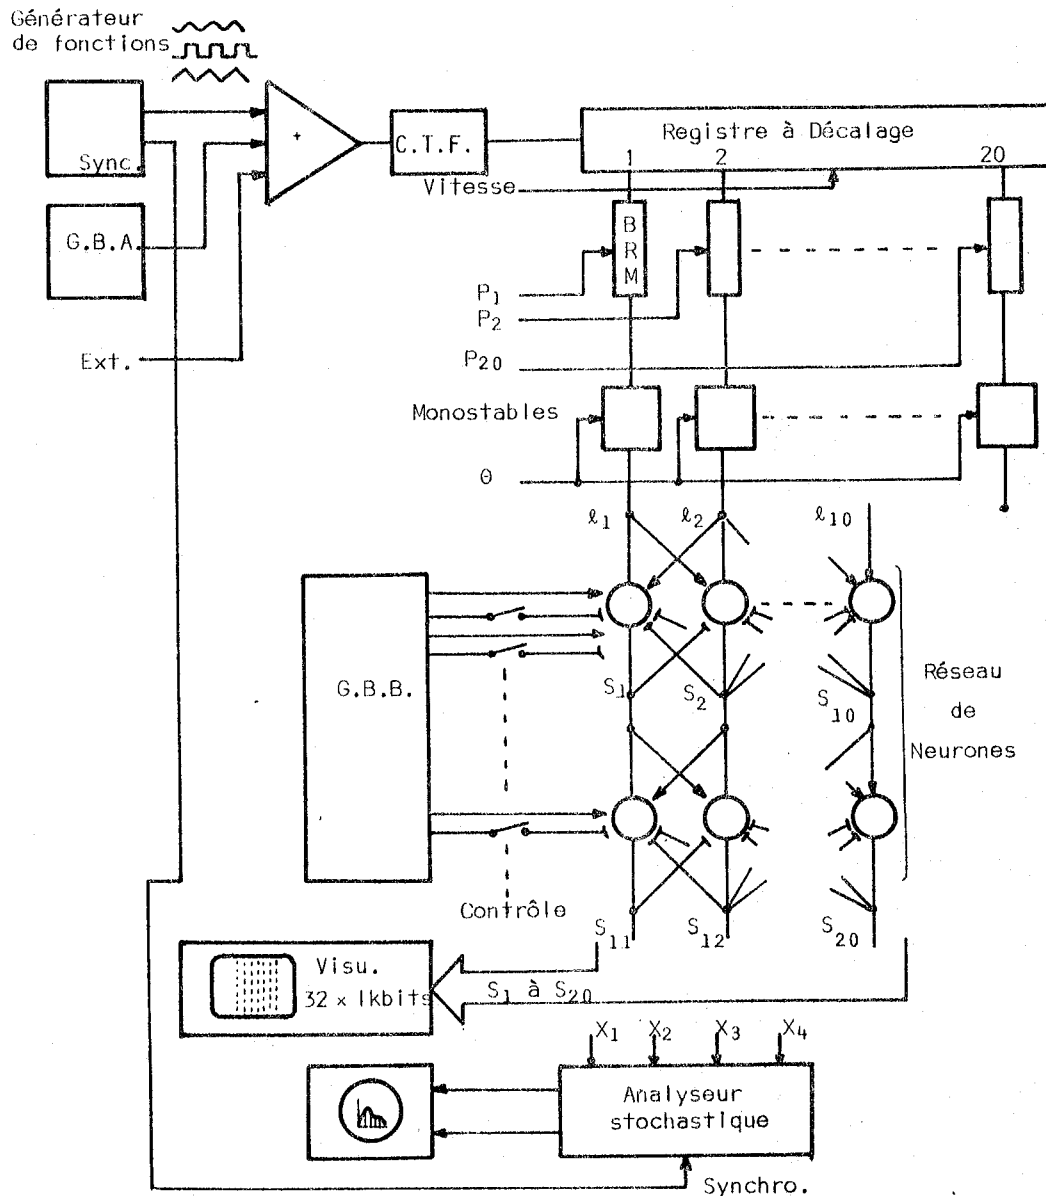 Générateur
de fonctions
Sync.
+
C.T.F.
Registre à Décalage
1 2 20
Vitesse
G.B.A.
B
R
M
P1
P2
Ext.
P20
Monostables
θ
ℓ1 ℓ2 ℓ10
G.B.B.
S1 S2 S10
Réseau
de
Neurones
Contrôle
S11 S12 S20
Visu.
32 x 1kbits
S1 à S20
X1 X2 X3 X4
Analyseur
stochastique
Synchro.